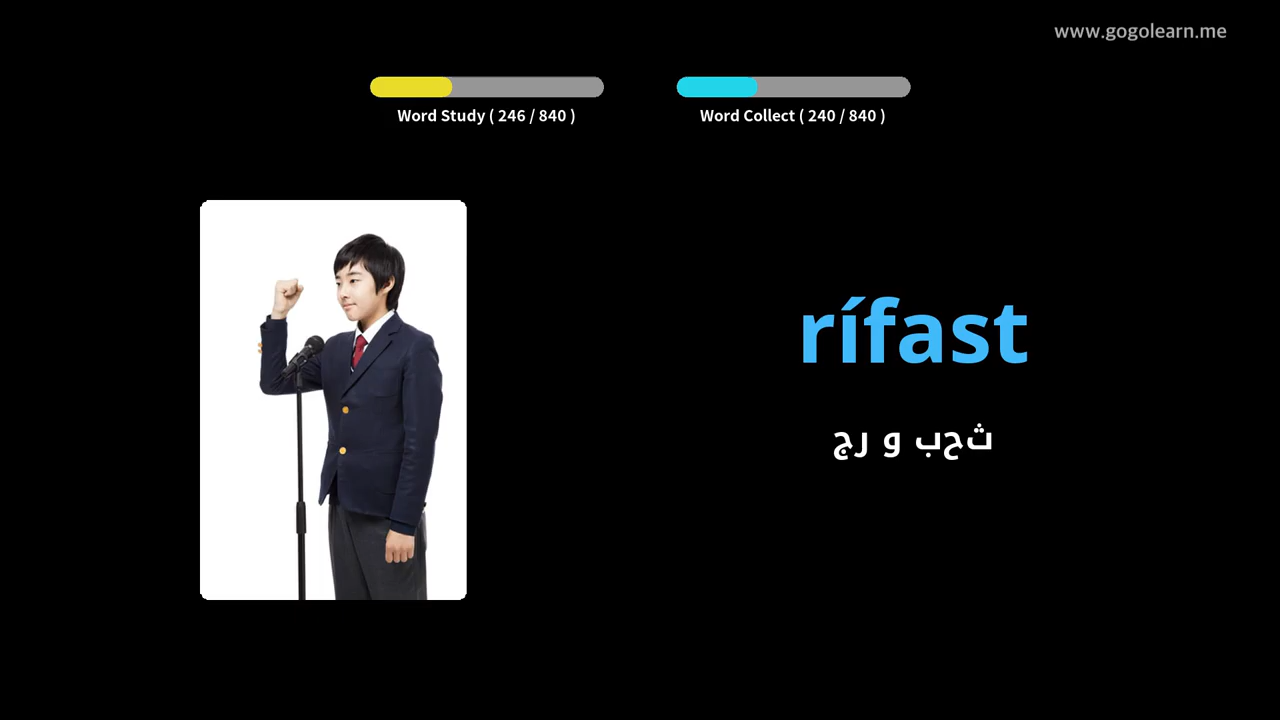 www.gogolearn.me
Word Study ( 246 / 840 )
Word Collect ( 240 / 840 )
rífast
ثحب و رج